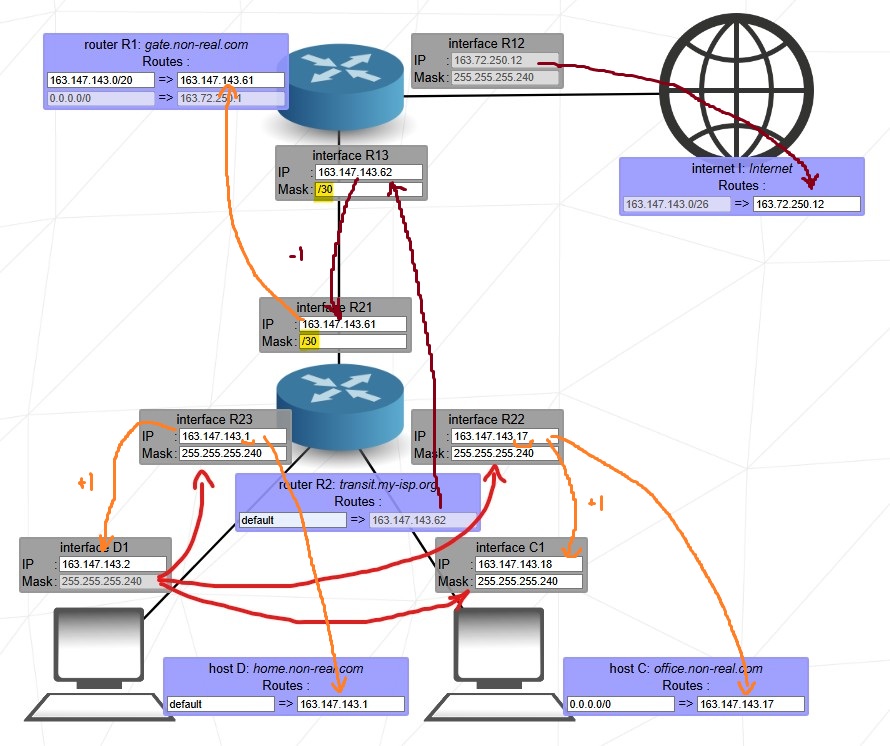 router R1: gate.non-real.com
Routes :
163.147.143.0/20 => 163.147.143.61
0.0.0.0/0 => 163.72.250.1
interface R12
IP : 163.72.250.12
Mask: 255.255.255.240
interface R13
IP : 163.147.143.62
Mask: /30
internet I: Internet
Routes :
163.147.143.0/26 => 163.72.250.12
-1
interface R21
IP : 163.147.143.61
Mask: /30
interface R23
IP : 163.147.143.1
Mask: 255.255.255.240
interface R22
IP : 163.147.143.17
Mask: 255.255.255.240
router R2: transit.my-isp.org
Routes :
default => 163.147.143.62
+1
+1
interface D1
IP : 163.147.143.2
Mask: 255.255.255.240
interface C1
IP : 163.147.143.18
Mask: 255.255.255.240
host D: home.non-real.com
Routes :
default => 163.147.143.1
host C: office.non-real.com
Routes :
0.0.0.0/0 => 163.147.143.17